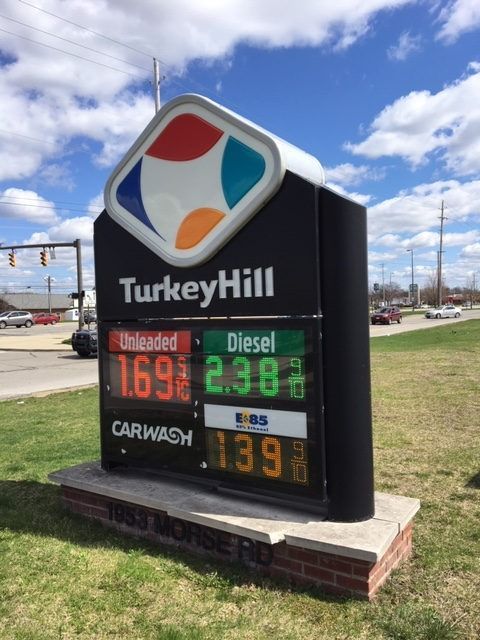 TurkeyHill
Unleaded Diesel
1.69 9/10 2.38 9/10
E85
85% Ethanol
CARWASH 1 39 9/10
1953 MORSE RD